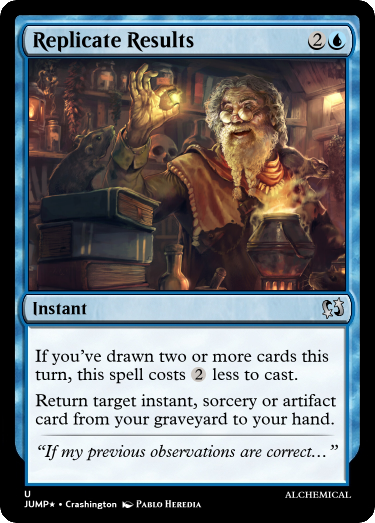 Replicate Results 2
Instant
If you've drawn two or more cards this
turn, this spell costs 2 less to cast.
Return target instant, sorcery or artifact
card from your graveyard to your hand.
“If my previous observations are correct…”
U
JUMP★ • Crashington Pablo Heredia
ALCHEMICAL